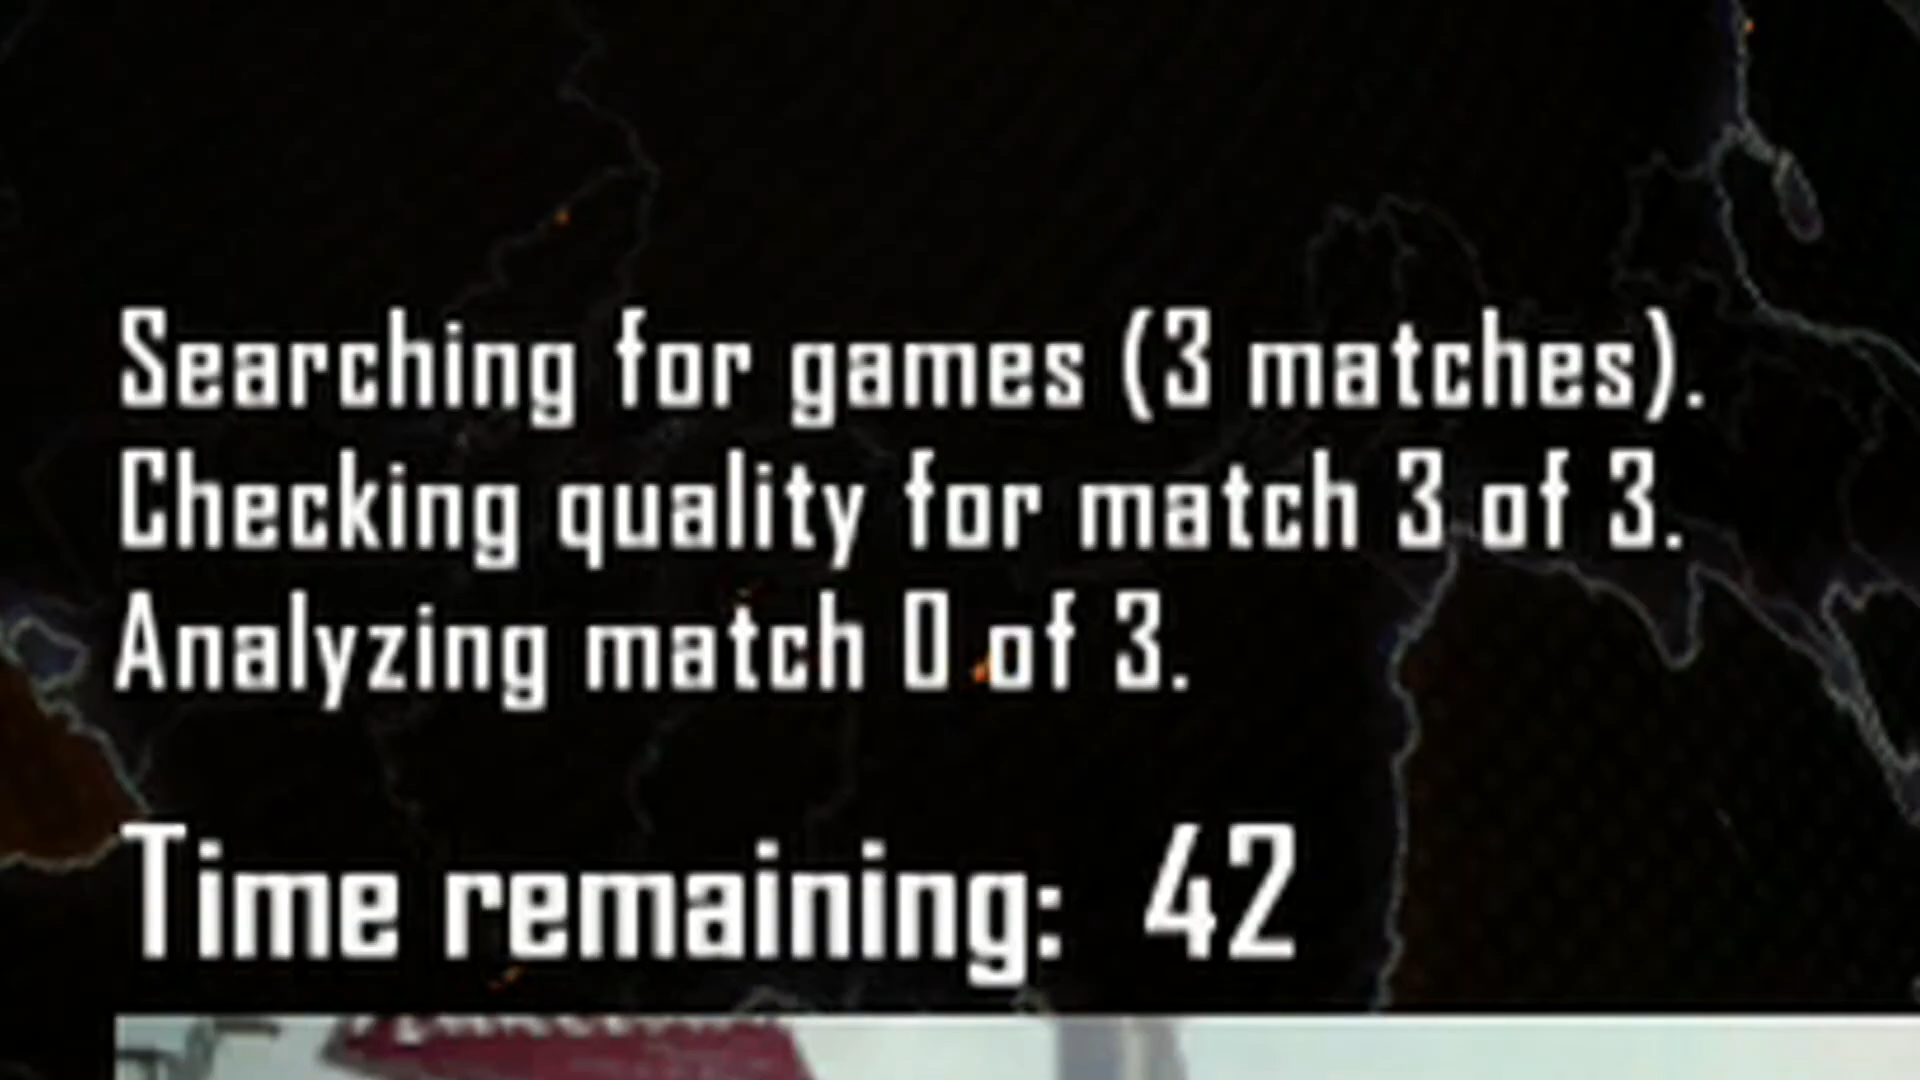 Searching for games (3 matches).
Checking quality for match 3 of 3.
Analyzing match 0 of 3.
Time remaining: 42